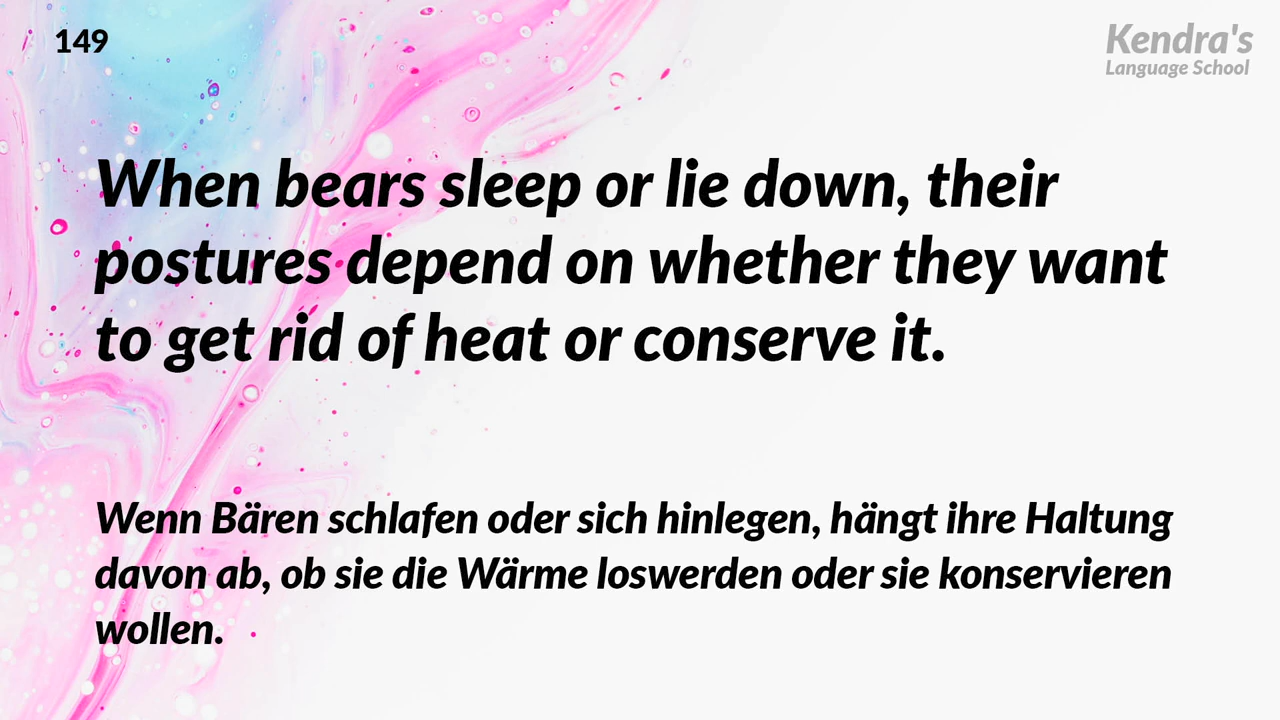 149
Kendra's
Language School
When bears sleep or lie down, their
postures depend on whether they want
to get rid of heat or conserve it.
Wenn Bären schlafen oder sich hinlegen, hängt ihre Haltung
davon ab, ob sie die Wärme loswerden oder sie konservieren
wollen.